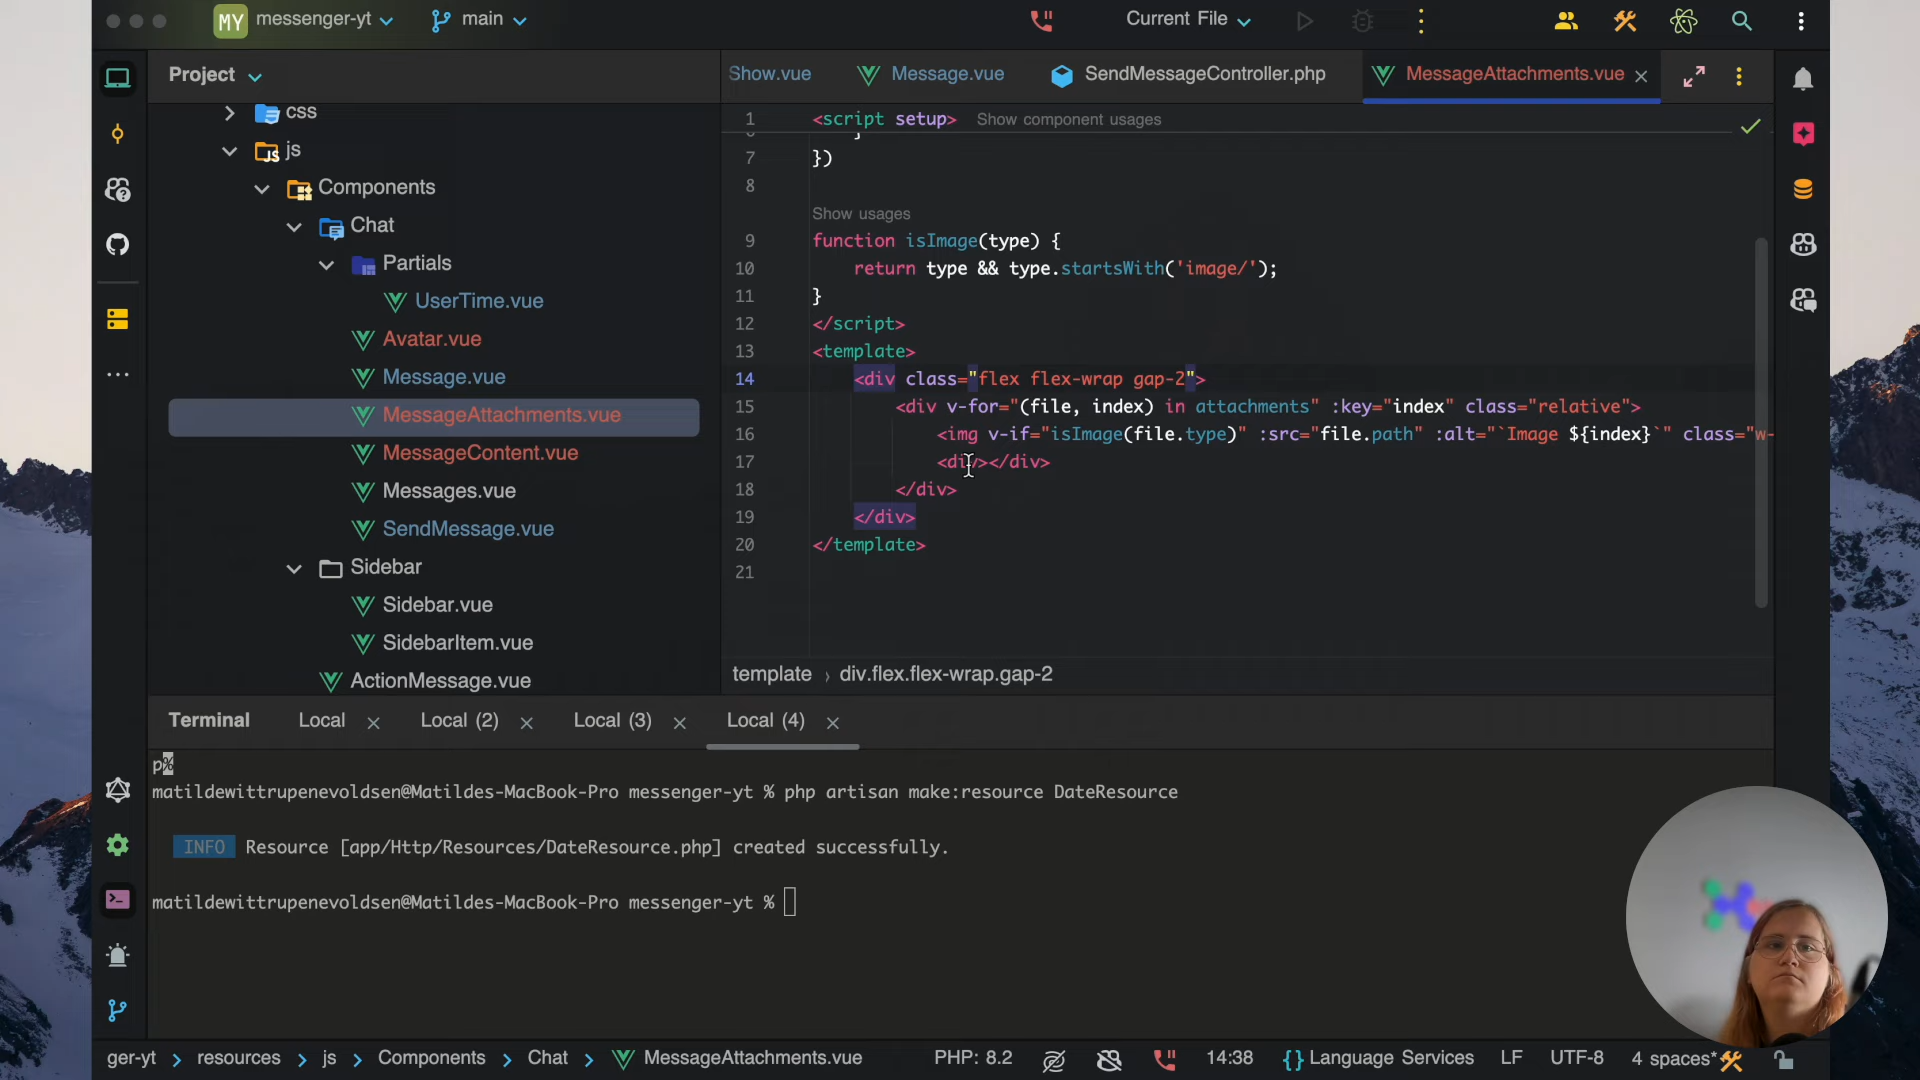 MY messenger-yt main Current File
Project
css
JS js
Components
Chat
Partials
UserTime.vue
Avatar.vue
Message.vue
MessageAttachments.vue
MessageContent.vue
Messages.vue
SendMessage.vue
Sidebar
Sidebar.vue
SidebarItem.vue
ActionMessage.vue
Show.vue Message.vue SendMessageController.php MessageAttachments.vue
1 <script setup> Show component usages
6 }
7 })
8
Show usages
9 function isImage(type) {
10 return type && type.startsWith('image/');
11 }
12 </script>
13 <template>
14 <div class="flex flex-wrap gap-2">
15 <div v-for="(file, index) in attachments" :key="index" class="relative">
16 <img v-if="isImage(file.type)" :src="file.path" :alt="`Image ${index}`" class="w-
17 <div></div>
18 </div>
19 </div>
20 </template>
21
template › div.flex.flex-wrap.gap-2
Terminal Local Local (2) Local (3) Local (4)
p%
matildewittrupenevoldsen@Matildes-MacBook-Pro messenger-yt % php artisan make:resource DateResource
INFO Resource [app/Http/Resources/DateResource.php] created successfully.
matildewittrupenevoldsen@Matildes-MacBook-Pro messenger-yt %
ger-yt › resources › js › Components › Chat › MessageAttachments.vue PHP: 8.2 14:38 {} Language Services LF UTF-8 4 spaces*